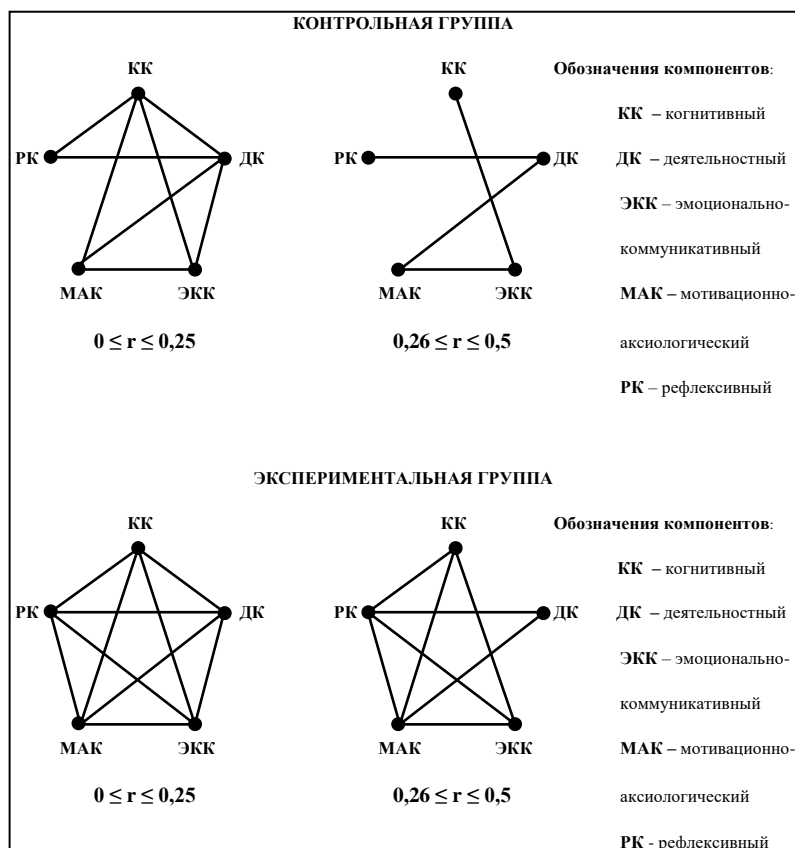 КОНТРОЛЬНАЯ ГРУППА
КК КК Обозначения компонентов:
КК – когнитивный
РК ДК РК ДК ДК – деятельностный
ЭКК – эмоционально-
коммуникативный
МАК ЭКК МАК ЭКК МАК – мотивационно-
0 ≤ r ≤ 0,25 0,26 ≤ r ≤ 0,5 аксиологический
РК – рефлексивный
ЭКСПЕРИМЕНТАЛЬНАЯ ГРУППА
КК КК Обозначения компонентов:
КК – когнитивный
РК ДК РК ДК ДК – деятельностный
ЭКК – эмоционально-
коммуникативный
МАК ЭКК МАК ЭКК МАК – мотивационно-
0 ≤ r ≤ 0,25 0,26 ≤ r ≤ 0,5 аксиологический
РК - рефлексивный